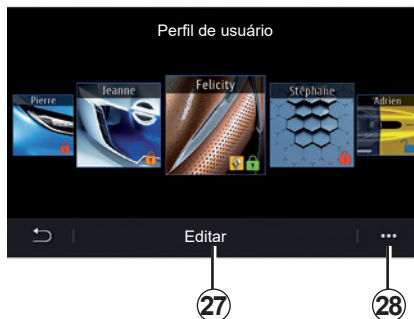 Perfil de usuário
Pierre
Jeanne
Felicity
Stéphane
Adrien
Editar
•••
27
28